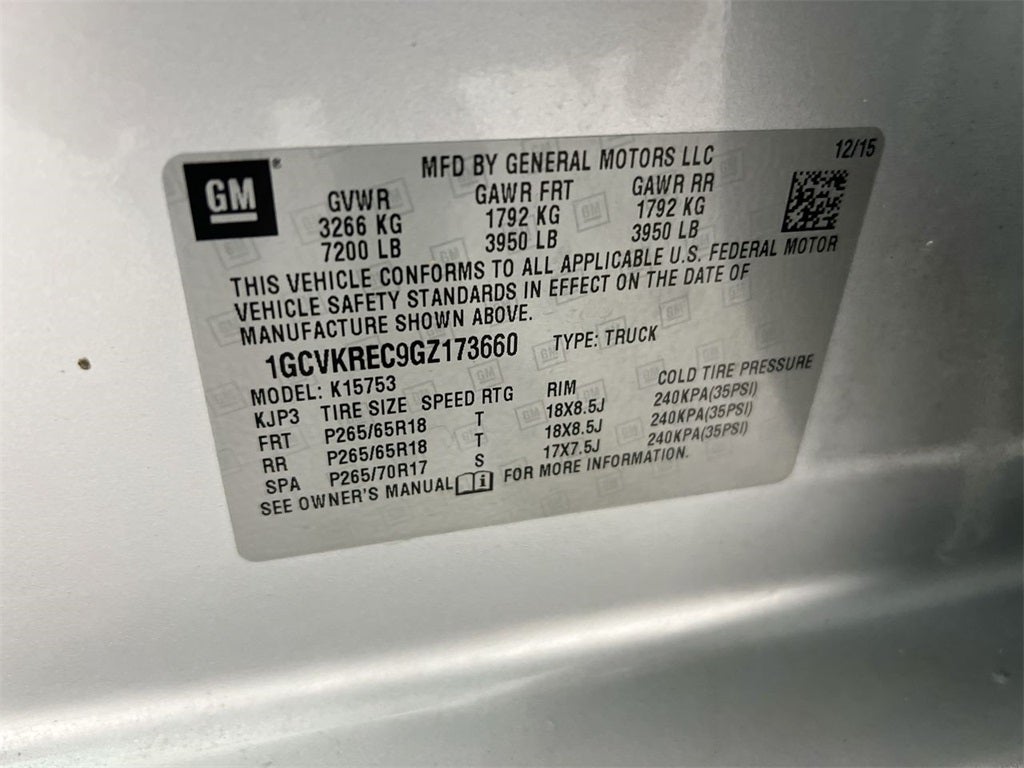 GM
MFD BY GENERAL MOTORS LLC
12/15
GVWR GAWR FRT GAWR RR
3266 KG 1792 KG 1792 KG
7200 LB 3950 LB 3950 LB
THIS VEHICLE CONFORMS TO ALL APPLICABLE U.S. FEDERAL MOTOR
VEHICLE SAFETY STANDARDS IN EFFECT ON THE DATE OF
MANUFACTURE SHOWN ABOVE.
1GCVKREC9GZ173660 TYPE: TRUCK
MODEL: K15753
KJP3 TIRE SIZE SPEED RTG RIM COLD TIRE PRESSURE
FRT P265/65R18 T 18X8.5J 240KPA(35PSI)
RR P265/65R18 T 18X8.5J 240KPA(35PSI)
SPA P265/70R17 S 17X7.5J 240KPA(35PSI)
SEE OWNER'S MANUAL i FOR MORE INFORMATION.